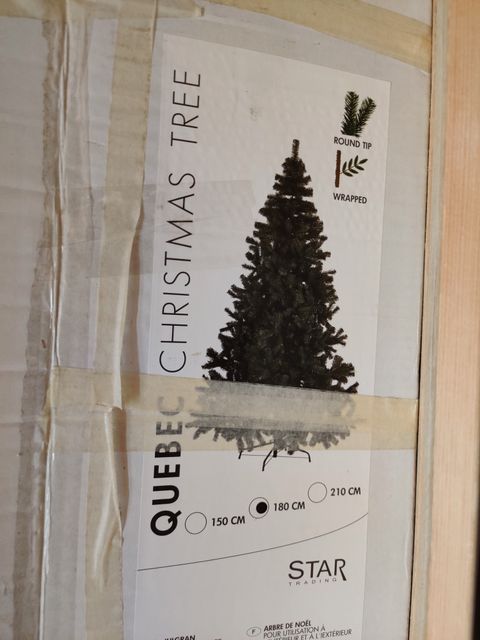 QUEBEC CHRISTMAS TREE
ROUND TIP
WRAPPED
150 CM
180 CM
210 CM
STAR
TRADING
F
ARBRE DE NOËL
POUR UTILISATION À